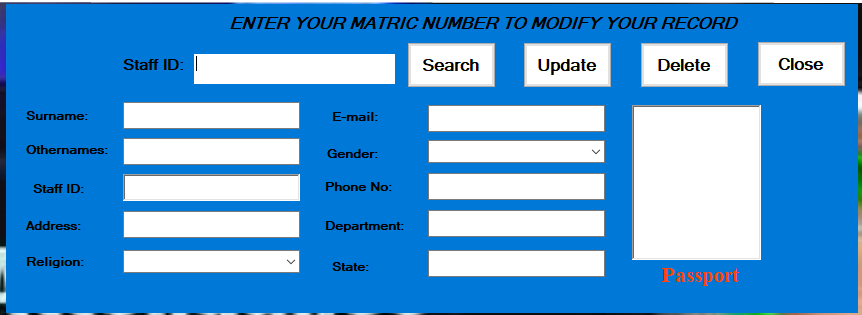 ENTER YOUR MATRIC NUMBER TO MODIFY YOUR RECORD
Staff ID: Search Update Delete Close
Surname: E-mail:
Othernames: Gender:
Staff ID: Phone No:
Address: Department:
Religion: State:
Passport